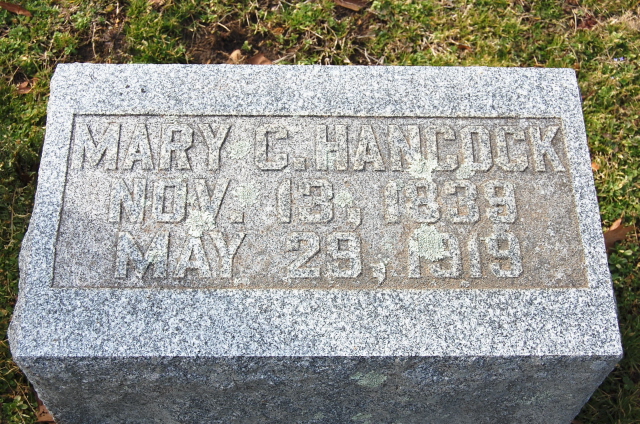 MARY C. HANCOCK
NOV. 13, 1839
MAY 29, 1919